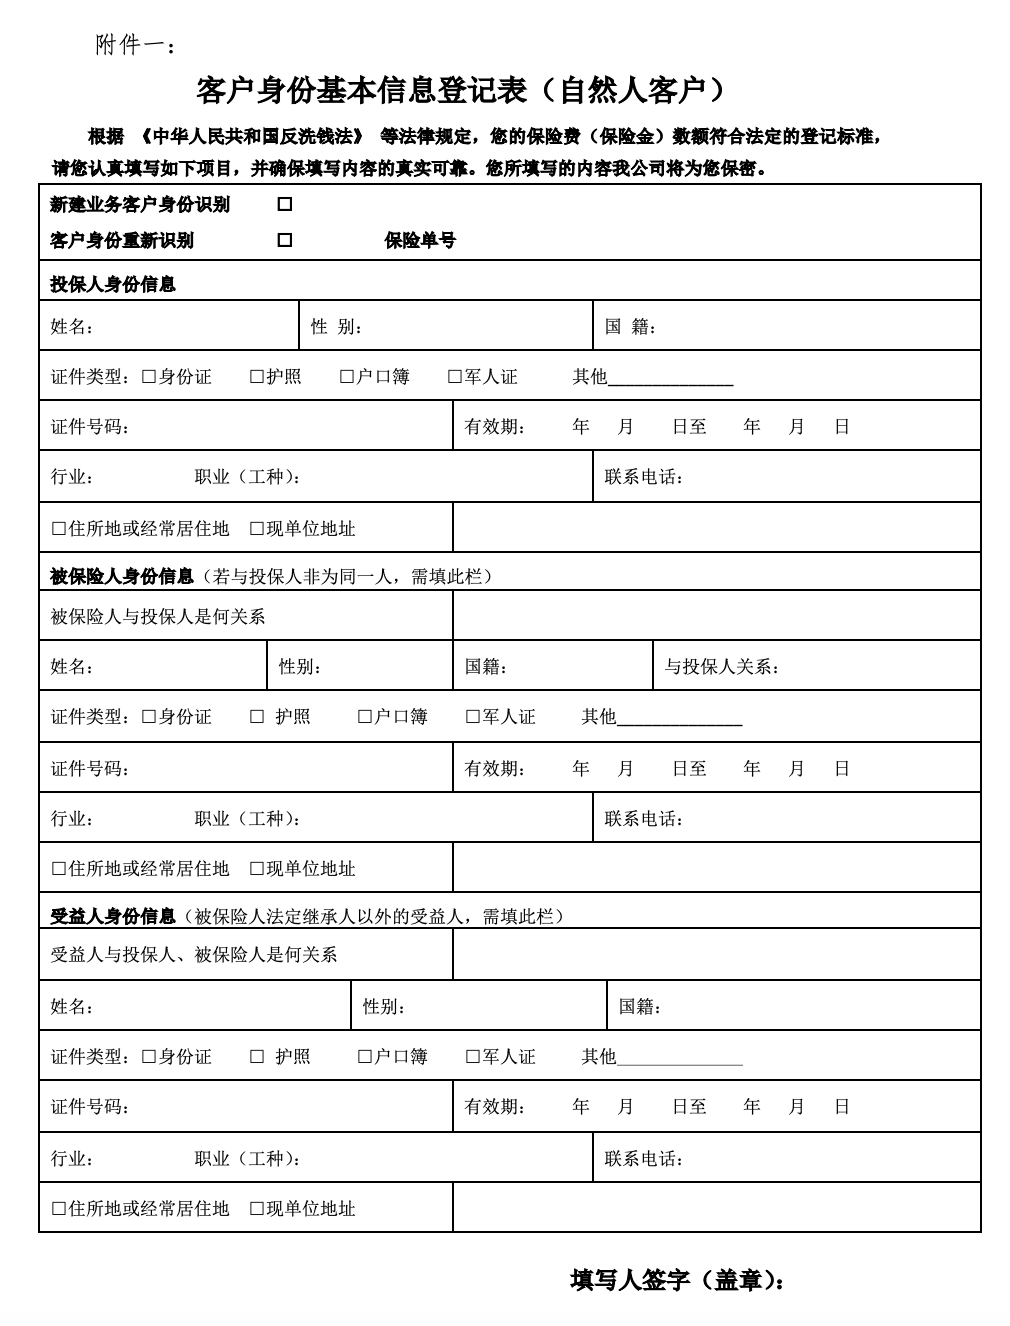 附件一：
客户身份基本信息登记表（自然人客户）
根据 《中华人民共和国反洗钱法》 等法律规定，您的保险费（保险金）数额符合法定的登记标准，
请您认真填写如下项目，并确保填写内容的真实可靠。您所填写的内容我公司将为您保密。
新建业务客户身份识别 □
客户身份重新识别 □ 保险单号
投保人身份信息
姓名： 性 别： 国 籍：
证件类型：□身份证 □护照 □户口簿 □军人证 其他______________
证件号码： 有效期： 年 月 日至 年 月 日
行业： 职业（工种）： 联系电话：
□住所地或经常居住地 □现单位地址
被保险人身份信息（若与投保人非为同一人，需填此栏）
被保险人与投保人是何关系
姓名： 性别： 国籍： 与投保人关系：
证件类型：□身份证 □ 护照 □户口簿 □军人证 其他______________
证件号码： 有效期： 年 月 日至 年 月 日
行业： 职业（工种）： 联系电话：
□住所地或经常居住地 □现单位地址
受益人身份信息（被保险人法定继承人以外的受益人，需填此栏）
受益人与投保人、被保险人是何关系
姓名： 性别： 国籍：
证件类型：□身份证 □ 护照 □户口簿 □军人证 其他______________
证件号码： 有效期： 年 月 日至 年 月 日
行业： 职业（工种）： 联系电话：
□住所地或经常居住地 □现单位地址
填写人签字（盖章）：